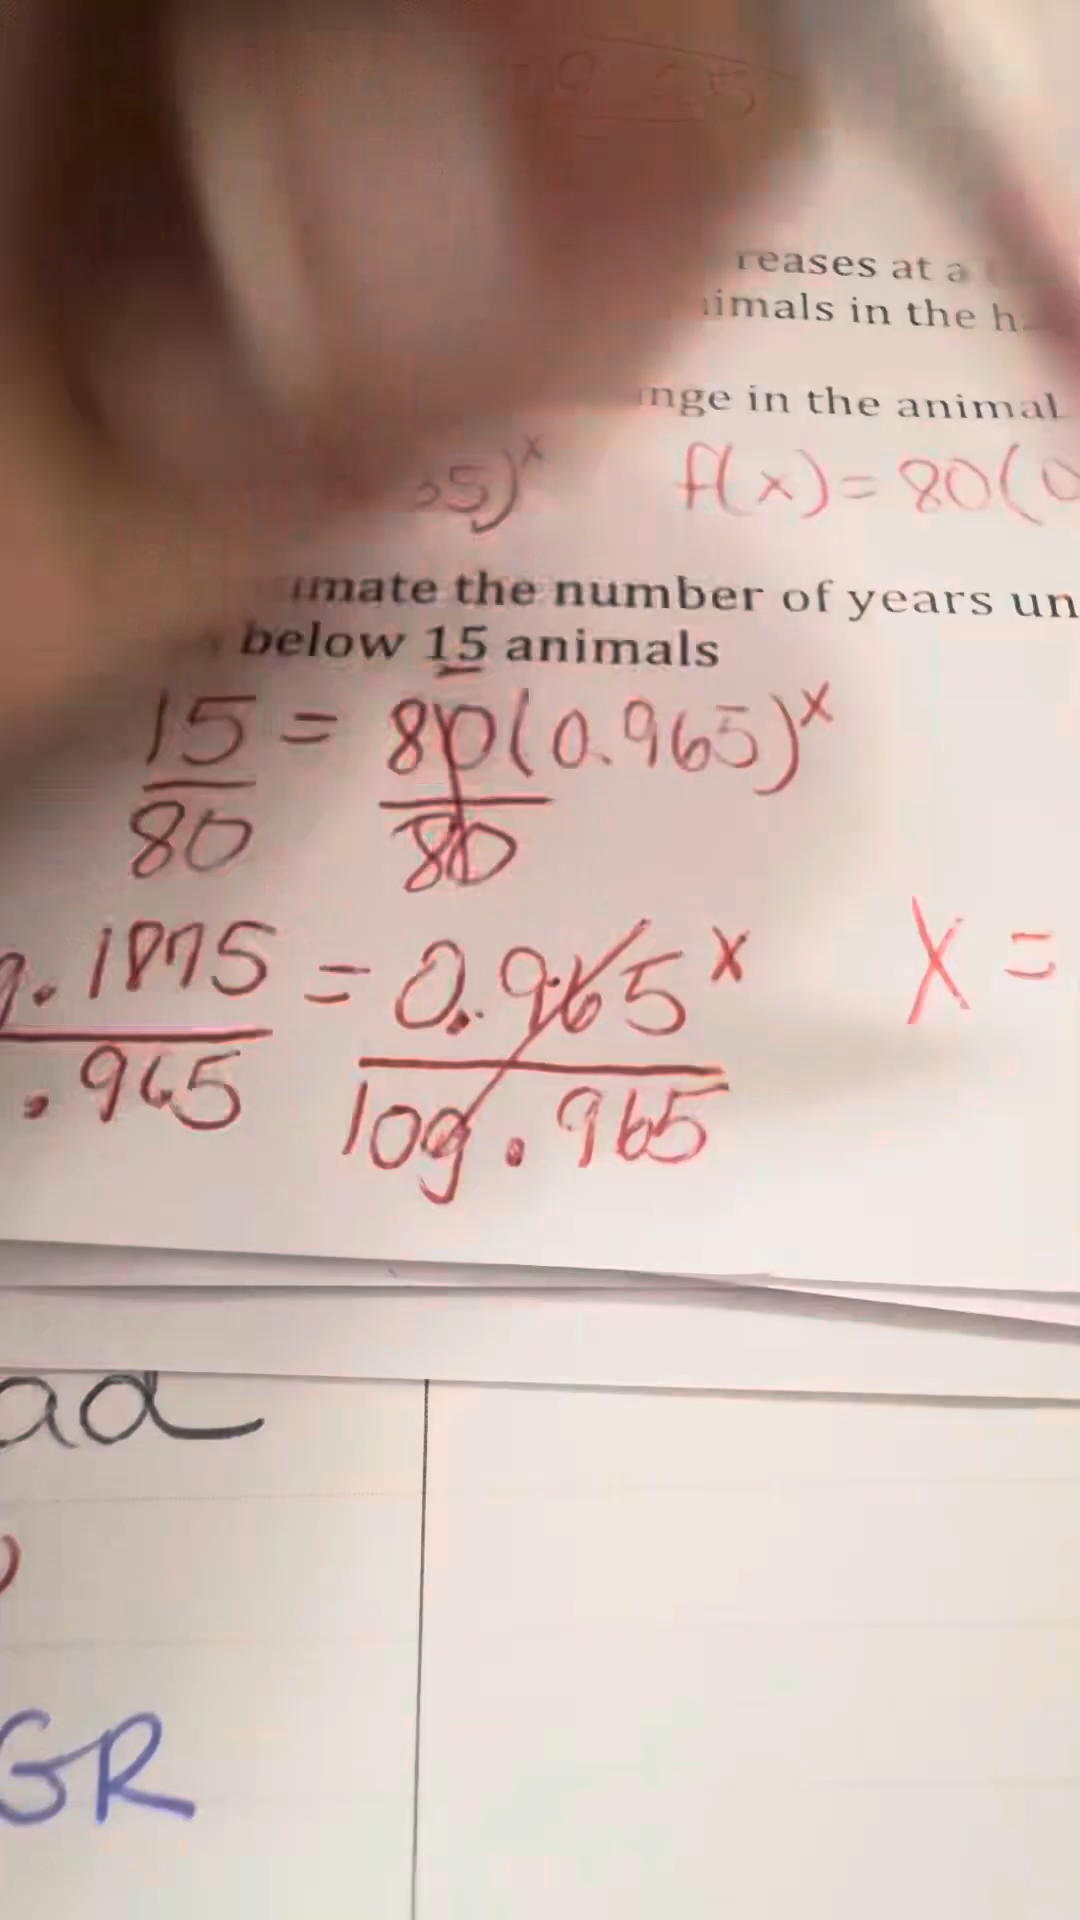 reases at a
imals in the h
nge in the animal
5)^x f(x) = 80(0
imate the number of years un
below 15 animals
15 = 80(0.965)^x
80 80
.1875 = 0.965^x X =
.965 log .965
ad
GR